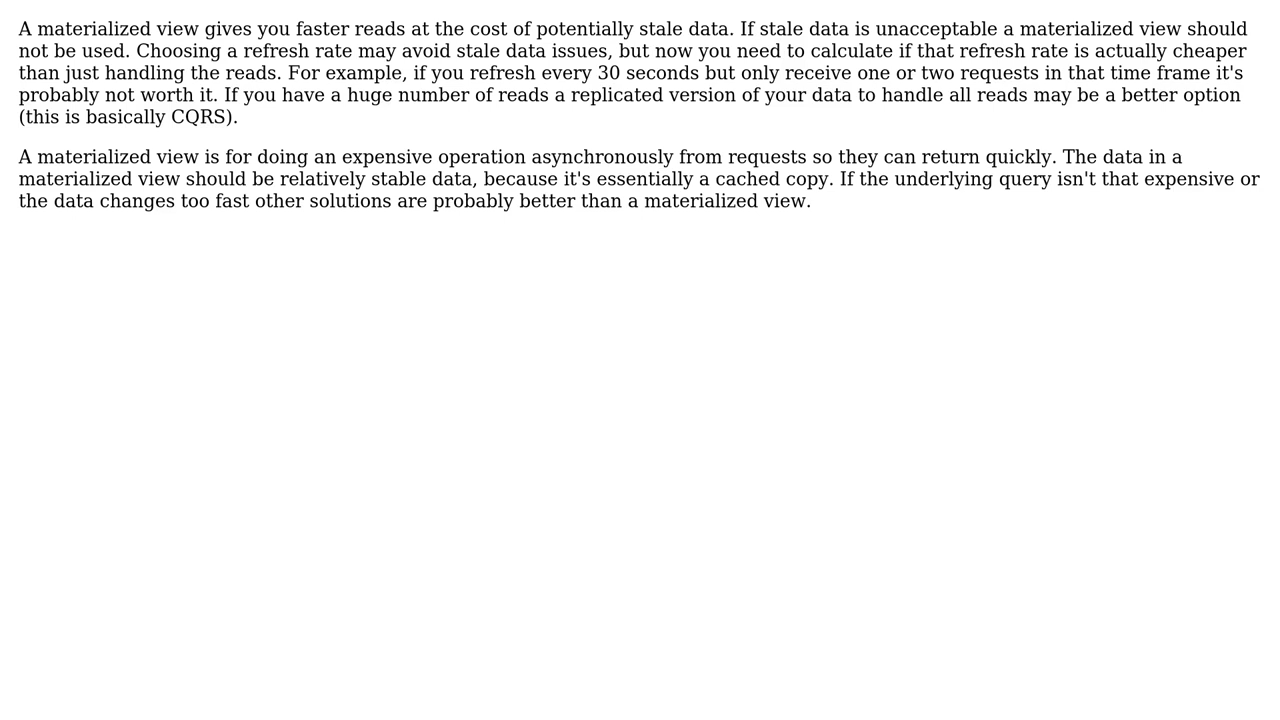 A materialized view gives you faster reads at the cost of potentially stale data. If stale data is unacceptable a materialized view should
not be used. Choosing a refresh rate may avoid stale data issues, but now you need to calculate if that refresh rate is actually cheaper
than just handling the reads. For example, if you refresh every 30 seconds but only receive one or two requests in that time frame it's
probably not worth it. If you have a huge number of reads a replicated version of your data to handle all reads may be a better option
(this is basically CQRS).
A materialized view is for doing an expensive operation asynchronously from requests so they can return quickly. The data in a
materialized view should be relatively stable data, because it's essentially a cached copy. If the underlying query isn't that expensive or
the data changes too fast other solutions are probably better than a materialized view.